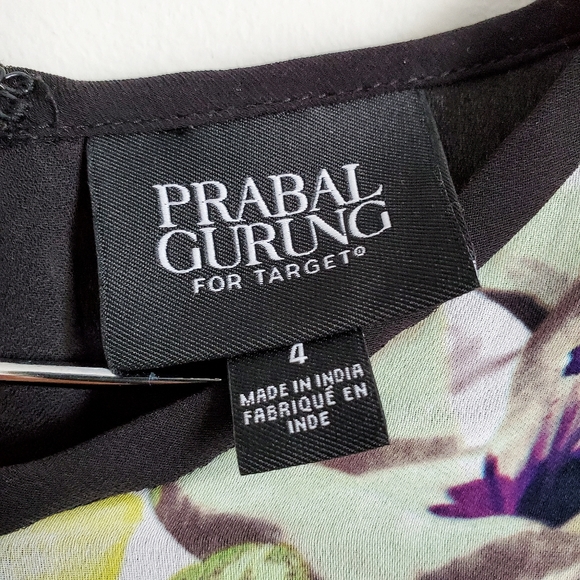 PRABAL
GURUNG
FOR TARGET®
4
MADE IN INDIA
FABRIQUÉ EN
INDE